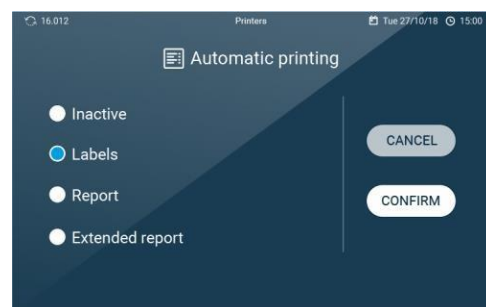 16.012 Printers Tue 27/10/18 15:00
Automatic printing
Inactive
Labels
Report
Extended report
CANCEL
CONFIRM